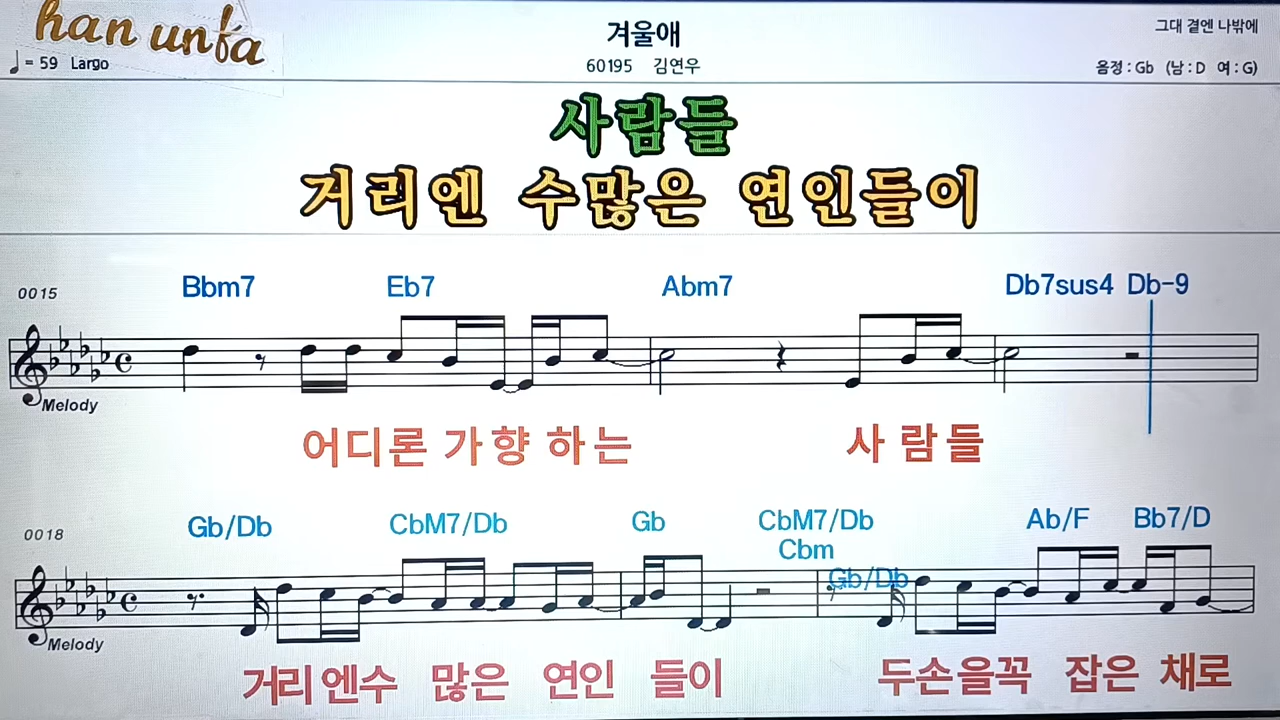 han unfa
♩= 59 Largo
겨울애
60195 김연우
그대 곁엔 나밖에
음정 : Gb (남 : D 여 : G)
사람들
거리엔 수많은 연인들이
0015
Bbm7 Eb7 Abm7 Db7sus4 Db-9
Melody
어디론 가향 하는 사람들
0018
Gb/Db CbM7/Db Gb CbM7/Db Ab/F Bb7/D
Cbm
Gb/Db
Melody
거리엔수 많은 연인 들이 두손을꼭 잡은 채로